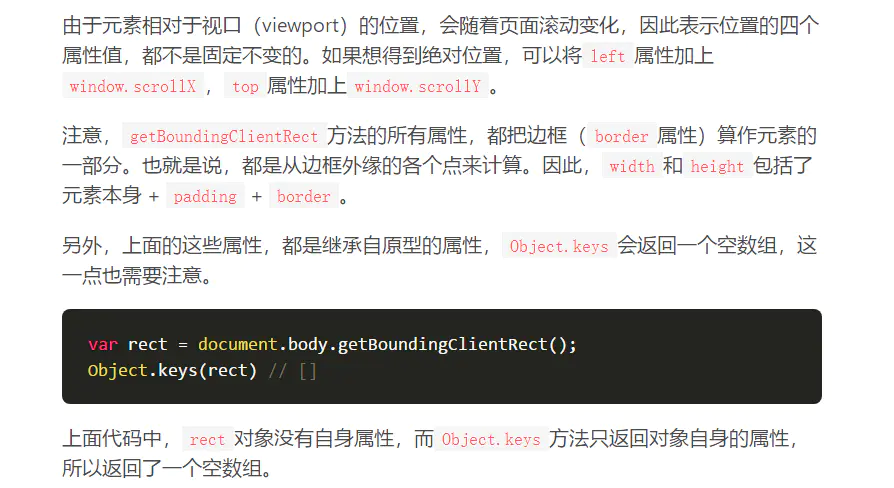 由于元素相对于视口（viewport）的位置，会随着页面滚动变化，因此表示位置的四个
属性值，都不是固定不变的。如果想得到绝对位置，可以将 left 属性加上
window.scrollX ，top 属性加上 window.scrollY 。
注意，getBoundingClientRect 方法的所有属性，都把边框（ border 属性）算作元素的
一部分。也就是说，都是从边框外缘的各个点来计算。因此，width 和 height 包括了
元素本身 + padding + border 。
另外，上面的这些属性，都是继承自原型的属性，Object.keys 会返回一个空数组，这
一点也需要注意。
var rect = document.body.getBoundingClientRect();
Object.keys(rect) // []
上面代码中，rect 对象没有自身属性，而 Object.keys 方法只返回对象自身的属性，
所以返回了一个空数组。